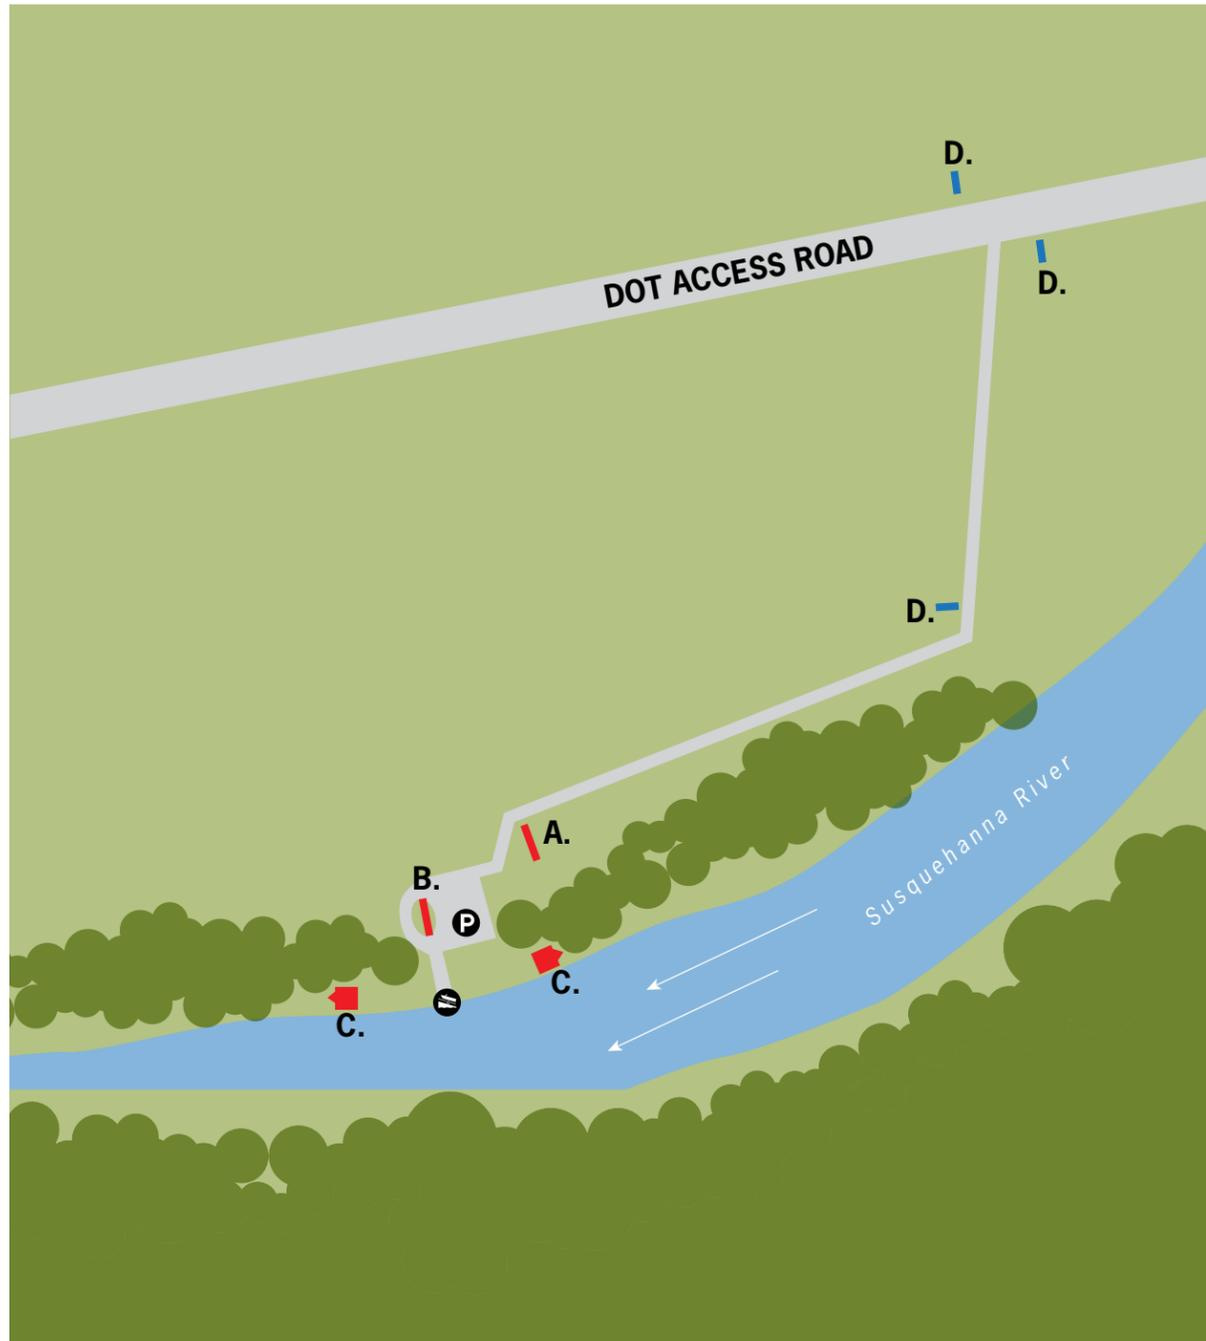 D.
DOT ACCESS ROAD
D.
D.
A.
B.
P
Susquehanna River
C.
C.